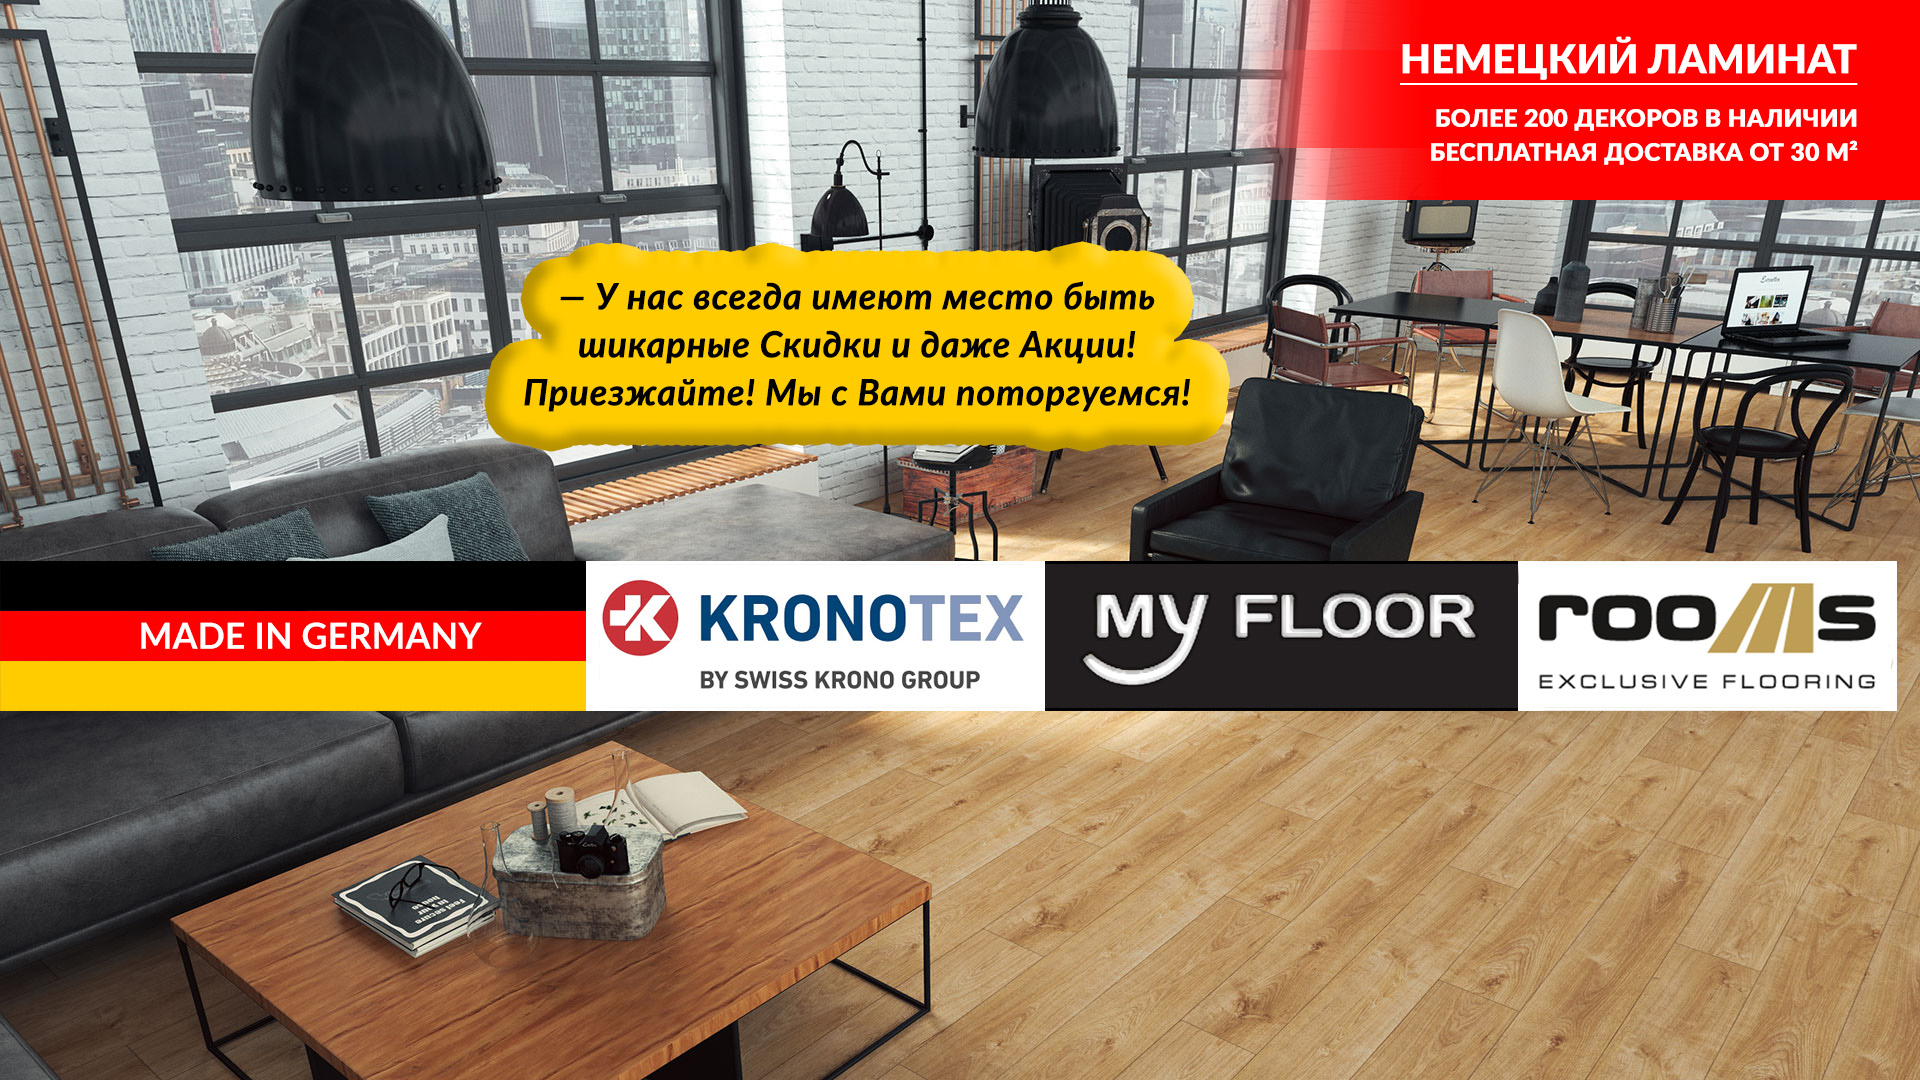 НЕМЕЦКИЙ ЛАМИНАТ
БОЛЕЕ 200 ДЕКОРОВ В НАЛИЧИИ
БЕСПЛАТНАЯ ДОСТАВКА ОТ 30 М²
– У нас всегда имеют место быть
шикарные Скидки и даже Акции!
Приезжайте! Мы с Вами поторгуемся!
MADE IN GERMANY
KRONOTEX
BY SWISS KRONO GROUP
MY FLOOR
rooms
EXCLUSIVE FLOORING